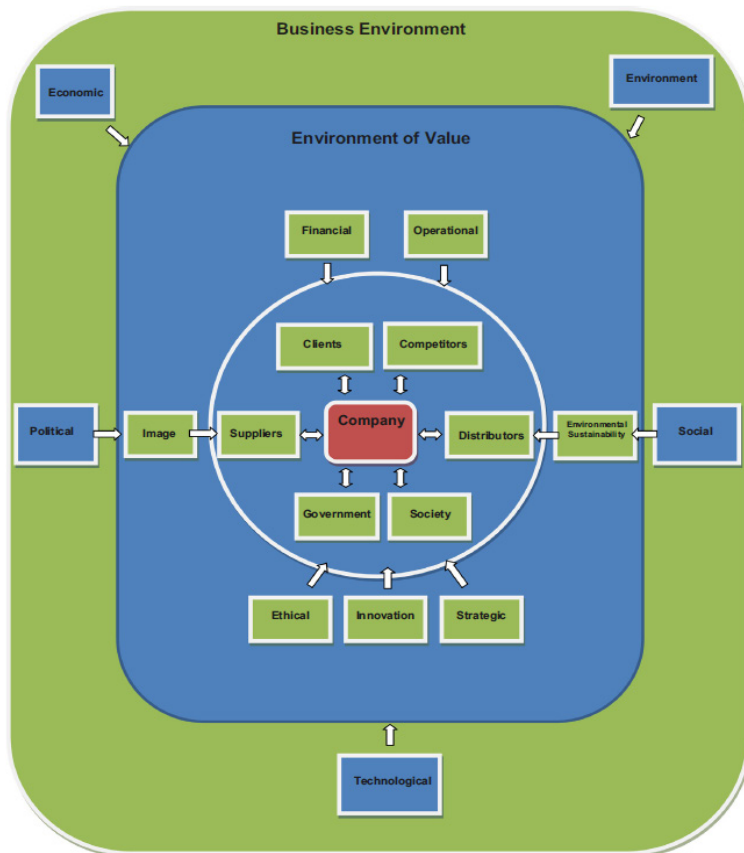 Business Environment
Economic
Environment
Environment of Value
Financial
Operational
Clients
Competitors
Political
Image
Suppliers
Company
Distributors
Environmental
Sustainability
Social
Government
Society
Ethical
Innovation
Strategic
Technological